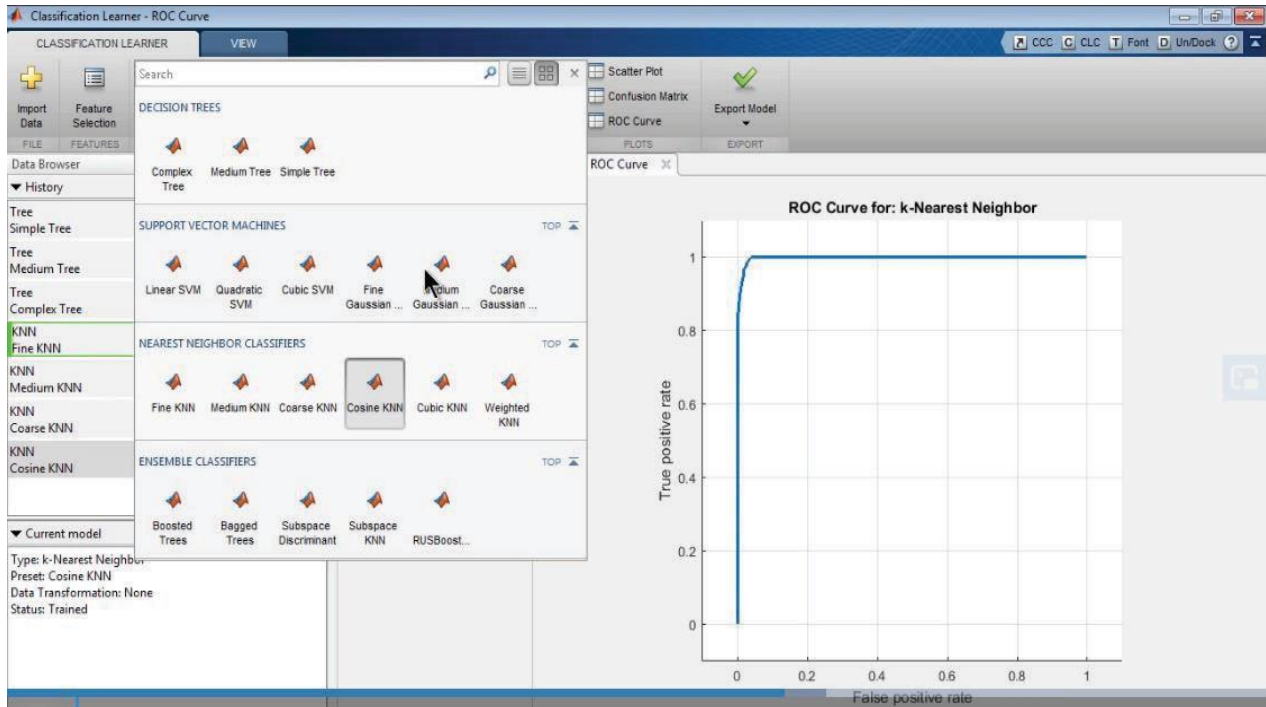 Classification Learner - ROC Curve
CLASSIFICATION LEARNER
VIEW
CCC
C CLC
T Font
D Un/Dock
?
Import
Data
Feature
Selection
FILE
FEATURES
Search
DECISION TREES
Complex
Tree
Medium Tree
Simple Tree
SUPPORT VECTOR MACHINES
TOP
Linear SVM
Quadratic
SVM
Cubic SVM
Fine
Gaussian ...
Gaussian ...
Coarse
Gaussian ...
NEAREST NEIGHBOR CLASSIFIERS
TOP
Fine KNN
Medium KNN
Coarse KNN
Cosine KNN
Cubic KNN
Weighted
KNN
ENSEMBLE CLASSIFIERS
TOP
Boosted
Trees
Bagged
Trees
Subspace
Discriminant
Subspace
KNN
RUSBoost...
Scatter Plot
Confusion Matrix
ROC Curve
PLOTS
Export Model
EXPORT
Data Browser
History
Tree
Simple Tree
Tree
Medium Tree
Tree
Complex Tree
KNN
Fine KNN
KNN
Medium KNN
KNN
Coarse KNN
KNN
Cosine KNN
Current model
Type: k-Nearest Neighbor
Preset: Cosine KNN
Data Transformation: None
Status: Trained
ROC Curve
ROC Curve for: k-Nearest Neighbor
True positive rate
1
0.8
0.6
0.4
0.2
0
0 0.2 0.4 0.6 0.8 1
False positive rate